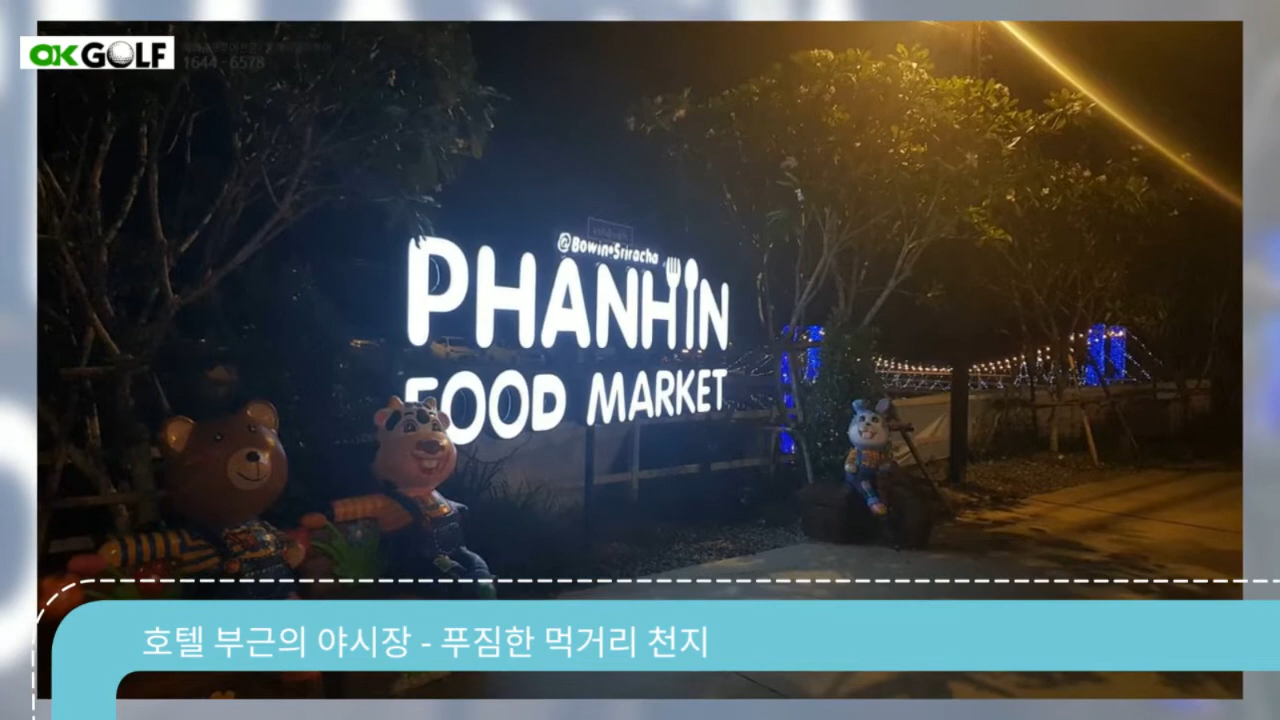 OKGOLF
1644 - 6578
@Bowin•Sriracha
PHANHIN
FOOD MARKET
호텔 부근의 야시장 - 푸짐한 먹거리 천지